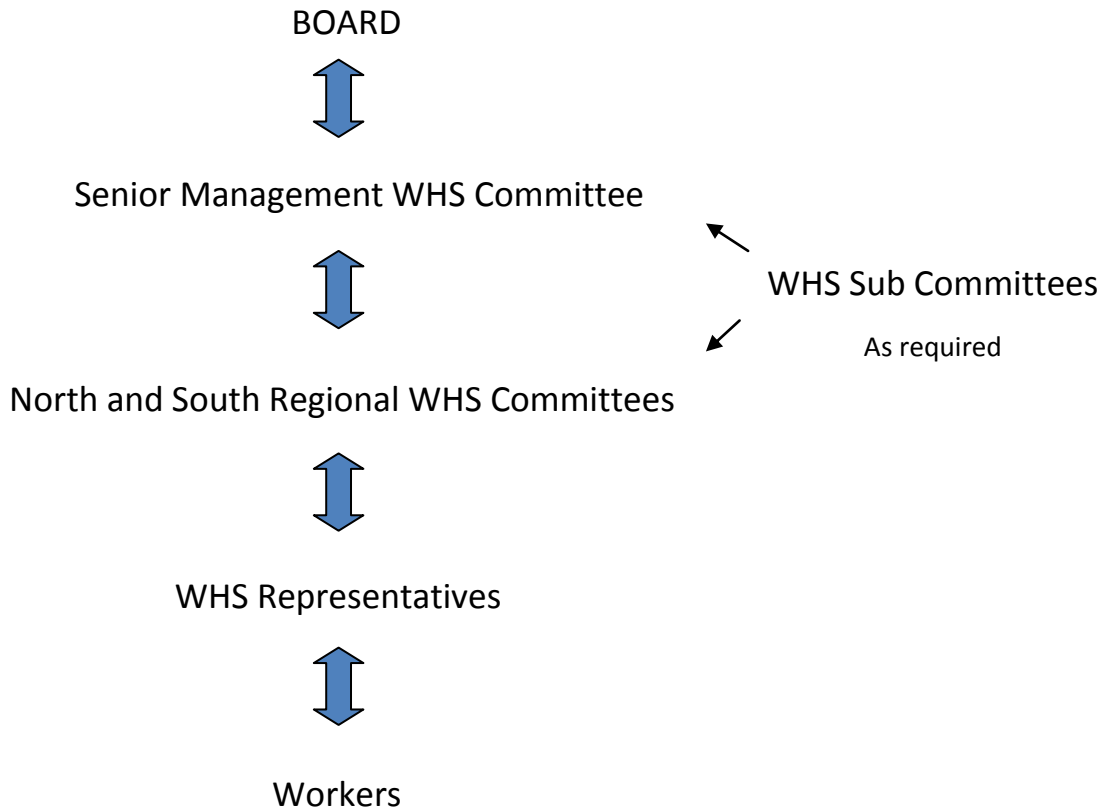 BOARD
Senior Management WHS Committee
WHS Sub Committees
As required
North and South Regional WHS Committees
WHS Representatives
Workers